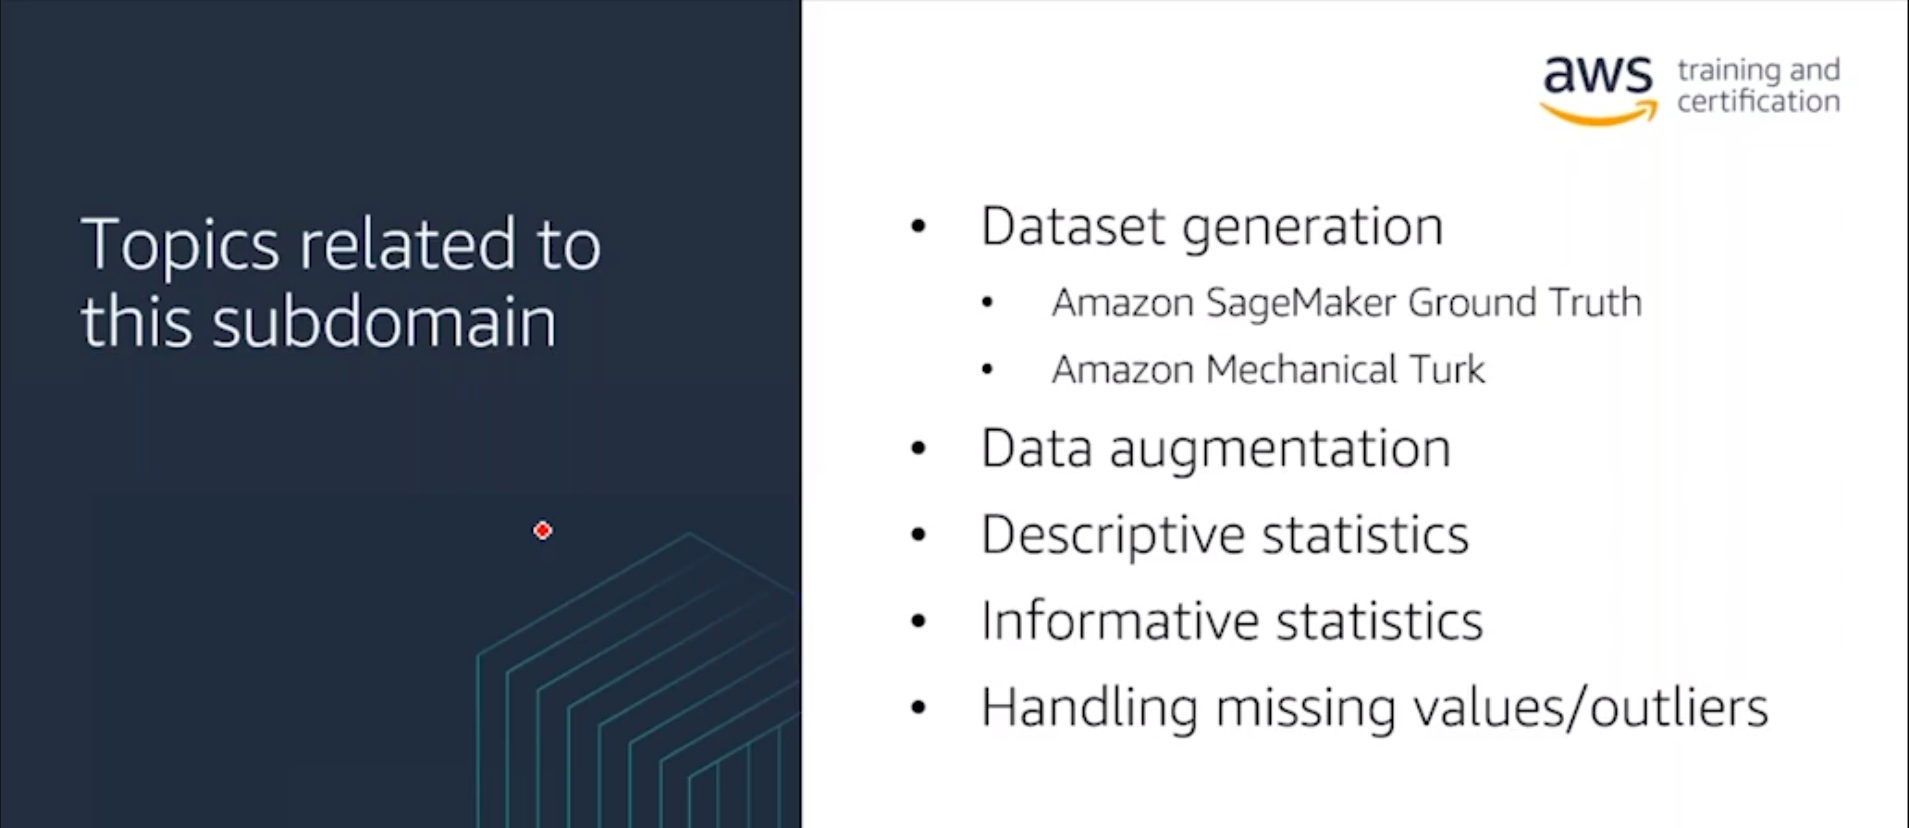 Topics related to
this subdomain
aws training and
certification
• Dataset generation
• Amazon SageMaker Ground Truth
• Amazon Mechanical Turk
• Data augmentation
• Descriptive statistics
• Informative statistics
• Handling missing values/outliers